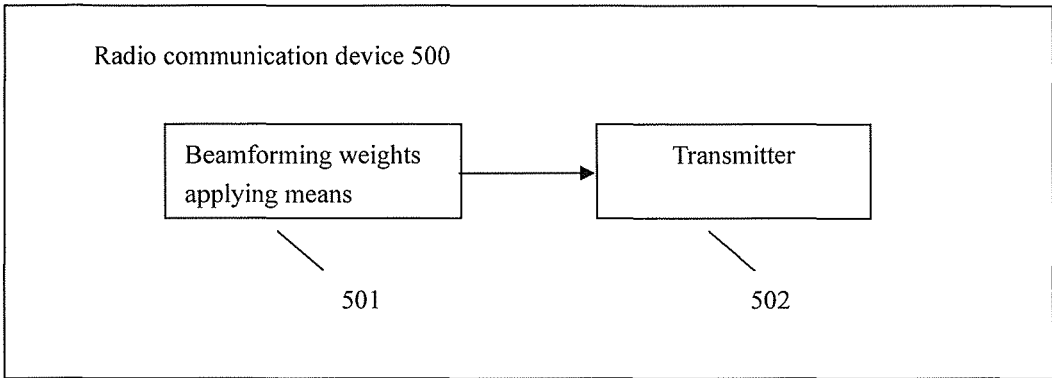 Radio communication device 500
Beamforming weights
applying means
Transmitter
501
502